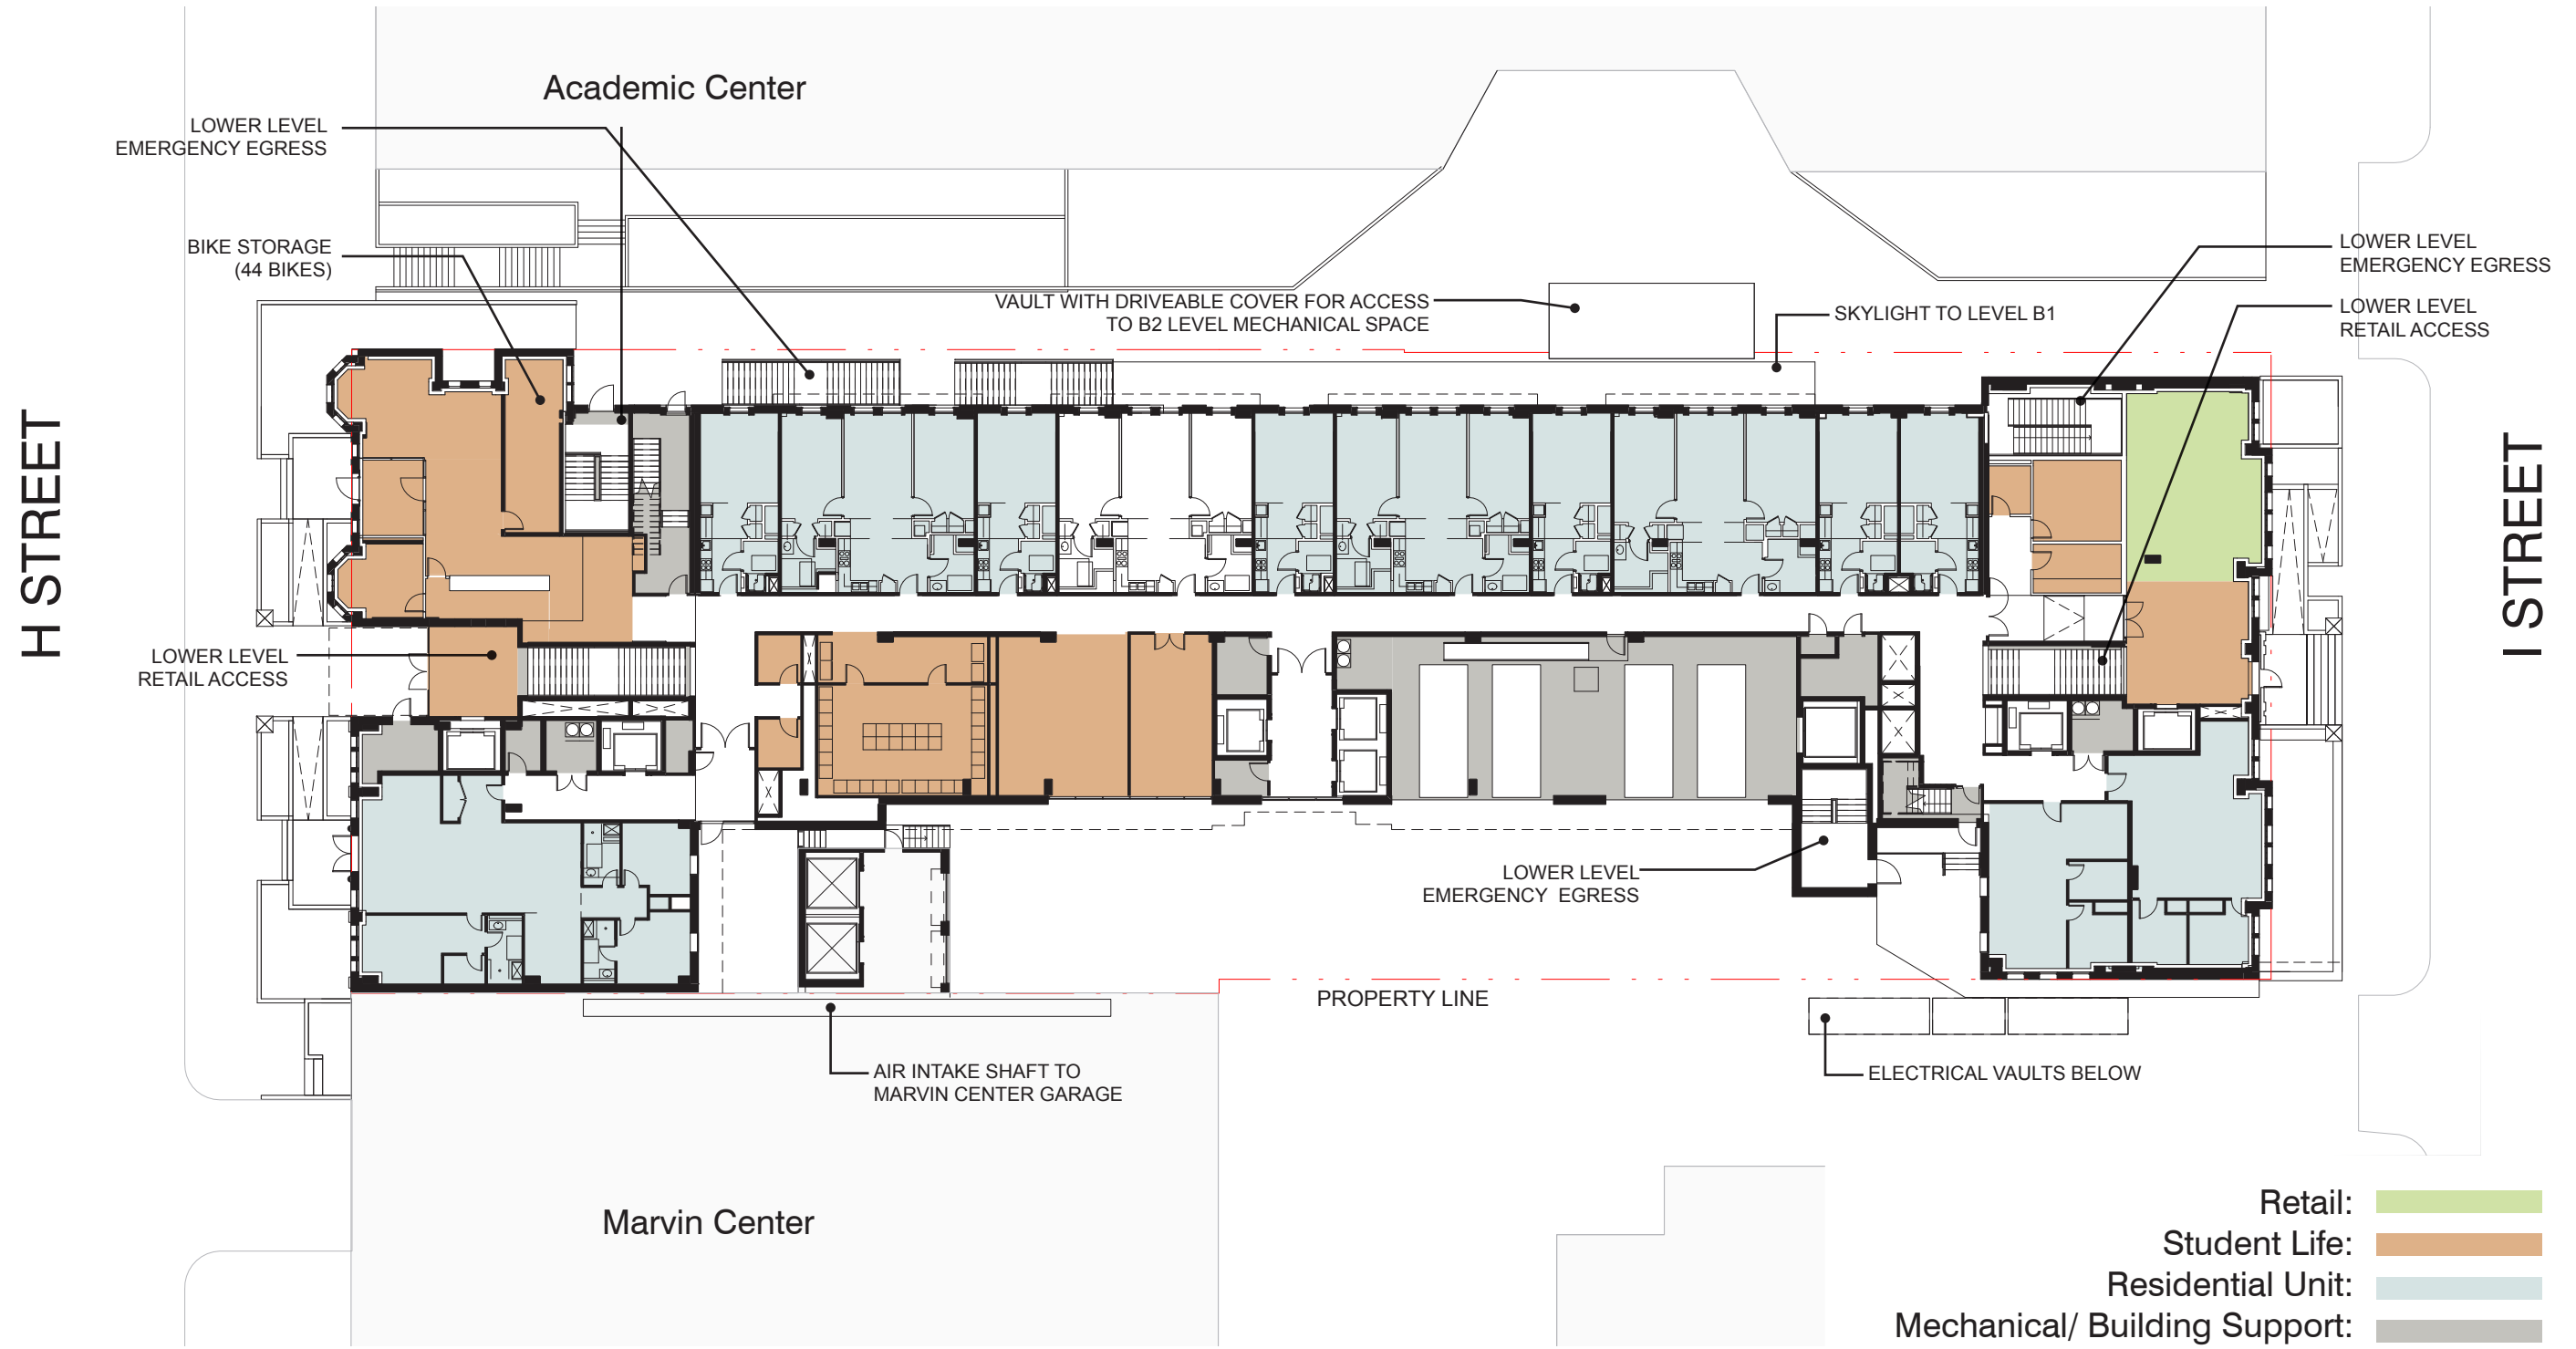 Academic Center
LOWER LEVEL
EMERGENCY EGRESS
BIKE STORAGE
(44 BIKES)
LOWER LEVEL
EMERGENCY EGRESS
VAULT WITH DRIVEABLE COVER FOR ACCESS
TO B2 LEVEL MECHANICAL SPACE
SKYLIGHT TO LEVEL B1
LOWER LEVEL
RETAIL ACCESS
H STREET
I STREET
LOWER LEVEL
RETAIL ACCESS
LOWER LEVEL
EMERGENCY EGRESS
PROPERTY LINE
AIR INTAKE SHAFT TO
MARVIN CENTER GARAGE
ELECTRICAL VAULTS BELOW
Marvin Center
Retail:
Student Life:
Residential Unit:
Mechanical/ Building Support: